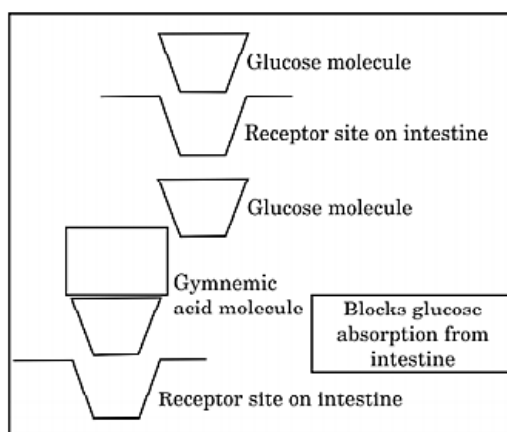 Glucose molecule
Receptor site on intestine
Glucose molecule
Gymnemic
acid molecule
Blocks glucose
absorption from
intestine
Receptor site on intestine